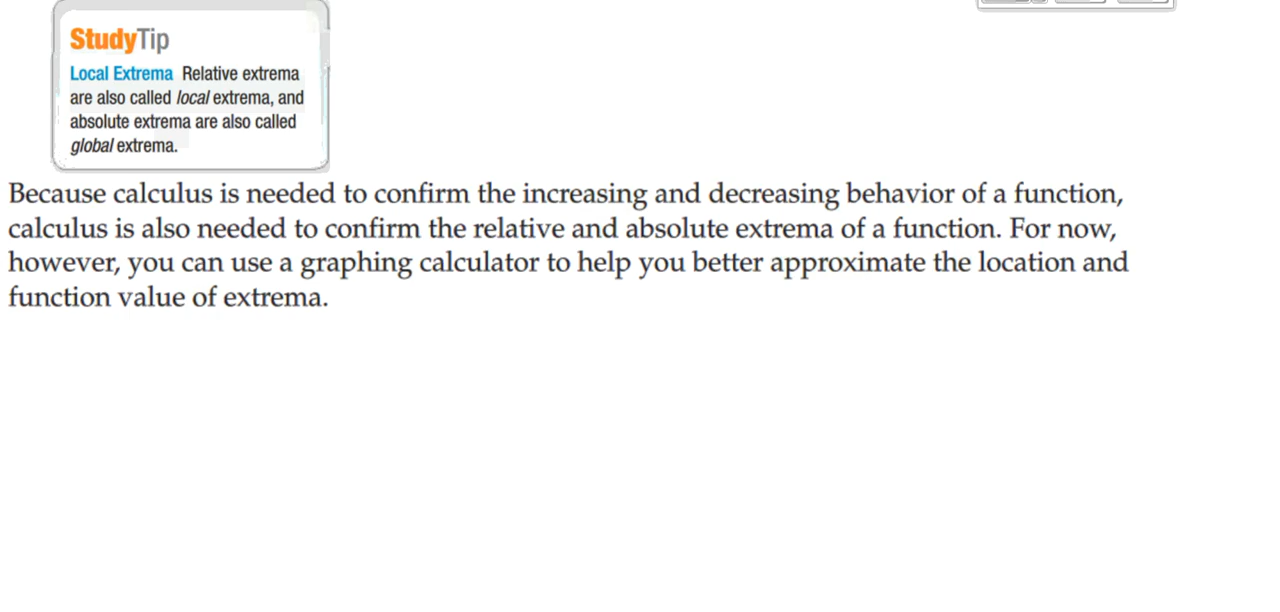 StudyTip
Local Extrema Relative extrema
are also called local extrema, and
absolute extrema are also called
global extrema.
Because calculus is needed to confirm the increasing and decreasing behavior of a function,
calculus is also needed to confirm the relative and absolute extrema of a function. For now,
however, you can use a graphing calculator to help you better approximate the location and
function value of extrema.